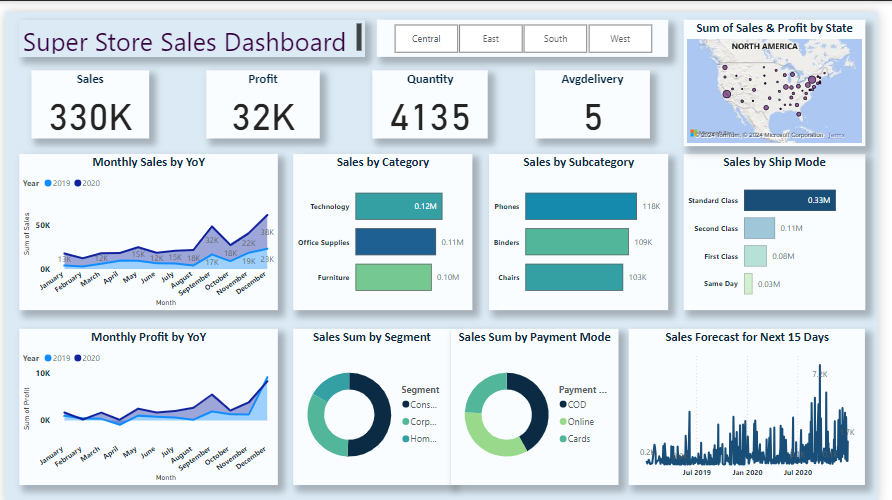 Super Store Sales Dashboard
Central East South West
Sum of Sales & Profit by State
NORTH AMERICA
© 2024 TomTom, © 2024 Microsoft Corporation Terms
Sales
330K
Profit
32K
Quantity
4135
Avgdelivery
5
Monthly Sales by YoY
Year 2019 2020
Sum of Sales
50K
0K
13K 12K 15K 12K 15K 18K 32K 18K 22K 38K
17K 19K 23K
January February March April May June July August September October November December
Month
Sales by Category
Technology 0.12M
Office Supplies 0.11M
Furniture 0.10M
Sales by Subcategory
Phones 118K
Binders 109K
Chairs 103K
Sales by Ship Mode
Standard Class 0.33M
Second Class 0.11M
First Class 0.08M
Same Day 0.03M
Monthly Profit by YoY
Year 2019 2020
Sum of Profit
10K
0K
January February March April May June July August September October November December
Month
Sales Sum by Segment
Segment
Cons...
Corp...
Hom...
Sales Sum by Payment Mode
Payment ...
COD
Online
Cards
Sales Forecast for Next 15 Days
Jul 2019 Jan 2020 Jul 2020